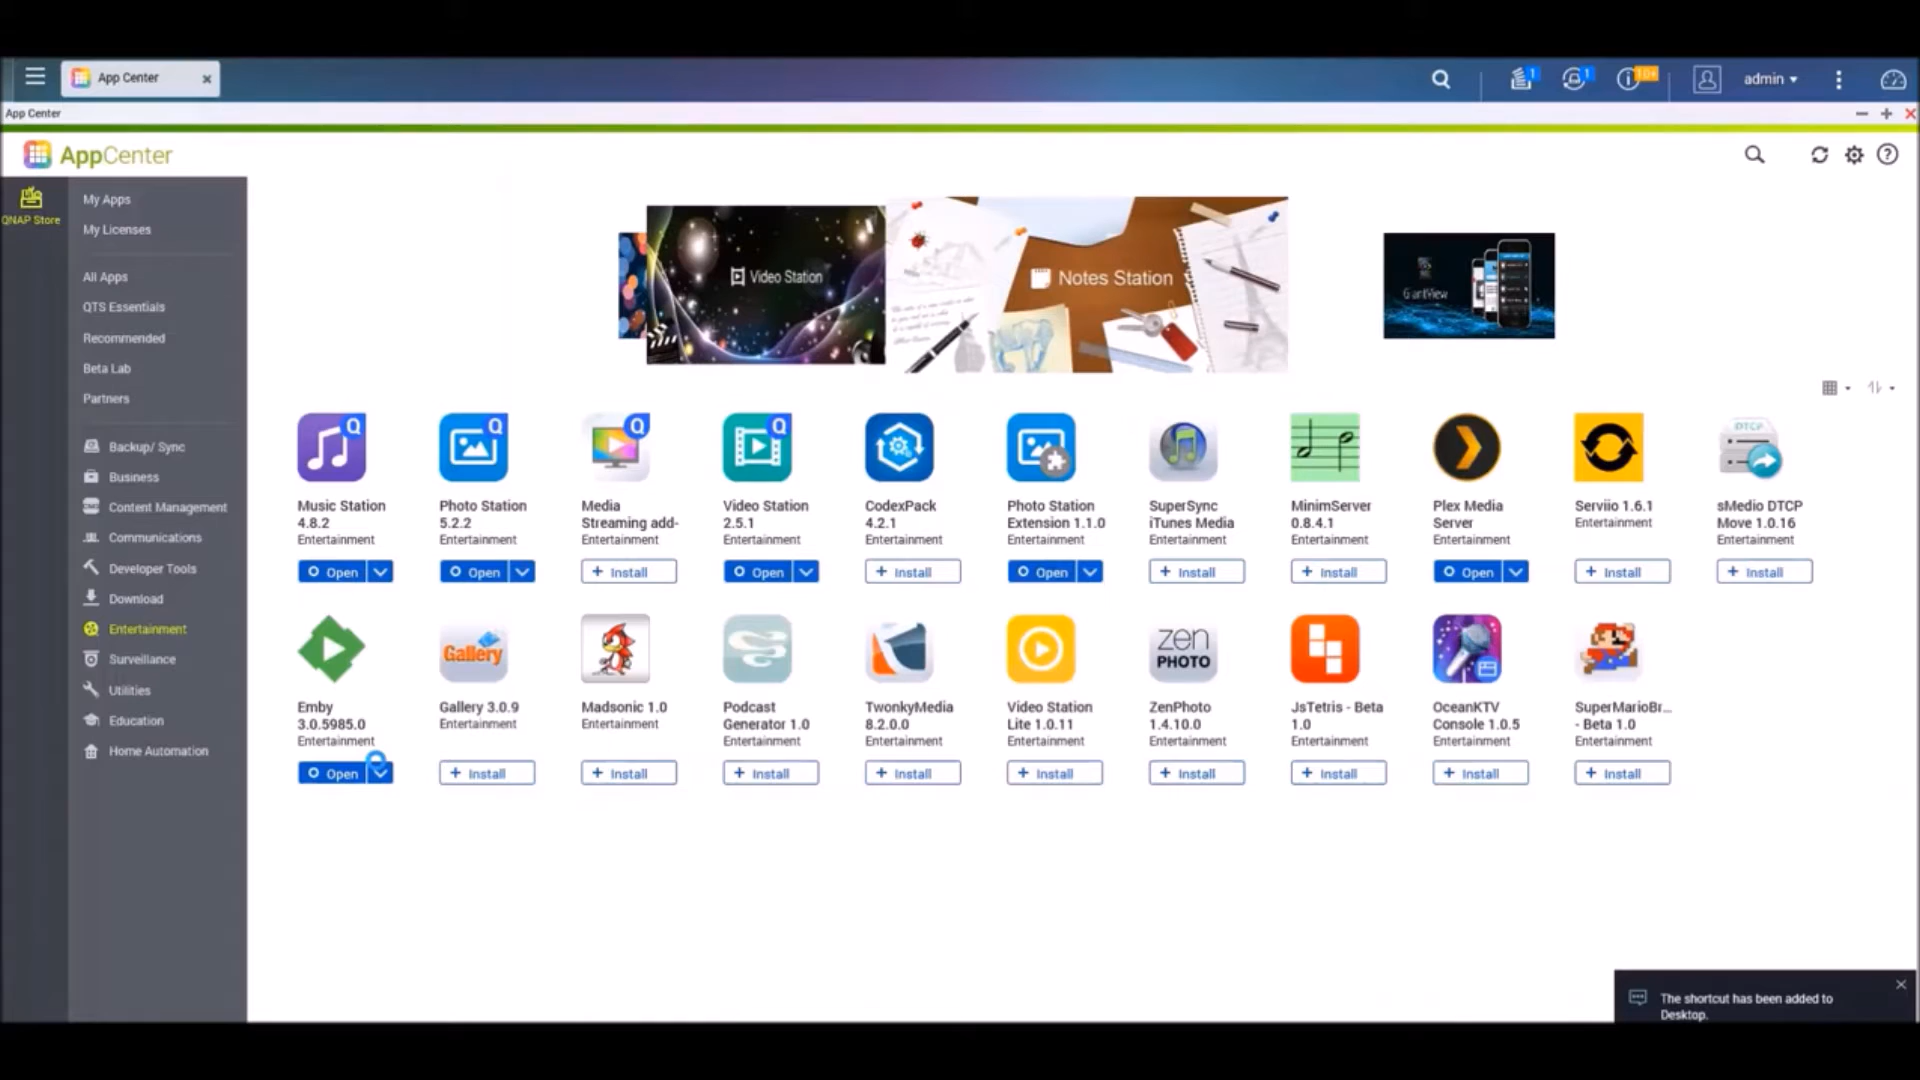 App Center
1
1
10+
admin
App Center
AppCenter
QNAP Store
My Apps
My Licenses
All Apps
QTS Essentials
Recommended
Beta Lab
Partners
Backup/ Sync
Business
Content Management
Communications
Developer Tools
Download
Entertainment
Surveillance
Utilities
Education
Home Automation
Video Station
Notes Station
GiantView
Music Station
4.8.2
Entertainment
Open
Photo Station
5.2.2
Entertainment
Open
Media
Streaming add-
Entertainment
+ Install
Video Station
2.5.1
Entertainment
Open
CodexPack
4.2.1
Entertainment
+ Install
Photo Station
Extension 1.1.0
Entertainment
Open
SuperSync
iTunes Media
Entertainment
+ Install
MinimServer
0.8.4.1
Entertainment
+ Install
Plex Media
Server
Entertainment
Open
Serviio 1.6.1
Entertainment
+ Install
DTCP
sMedio DTCP
Move 1.0.16
Entertainment
+ Install
Emby
3.0.5985.0
Entertainment
Open
Gallery
Gallery 3.0.9
Entertainment
+ Install
Madsonic 1.0
Entertainment
+ Install
Podcast
Generator 1.0
Entertainment
+ Install
TwonkyMedia
8.2.0.0
Entertainment
+ Install
Video Station
Lite 1.0.11
Entertainment
+ Install
zen
PHOTO
ZenPhoto
1.4.10.0
Entertainment
+ Install
JsTetris - Beta
1.0
Entertainment
+ Install
OceanKTV
Console 1.0.5
Entertainment
+ Install
SuperMarioBr...
- Beta 1.0
Entertainment
+ Install
The shortcut has been added to
Desktop.